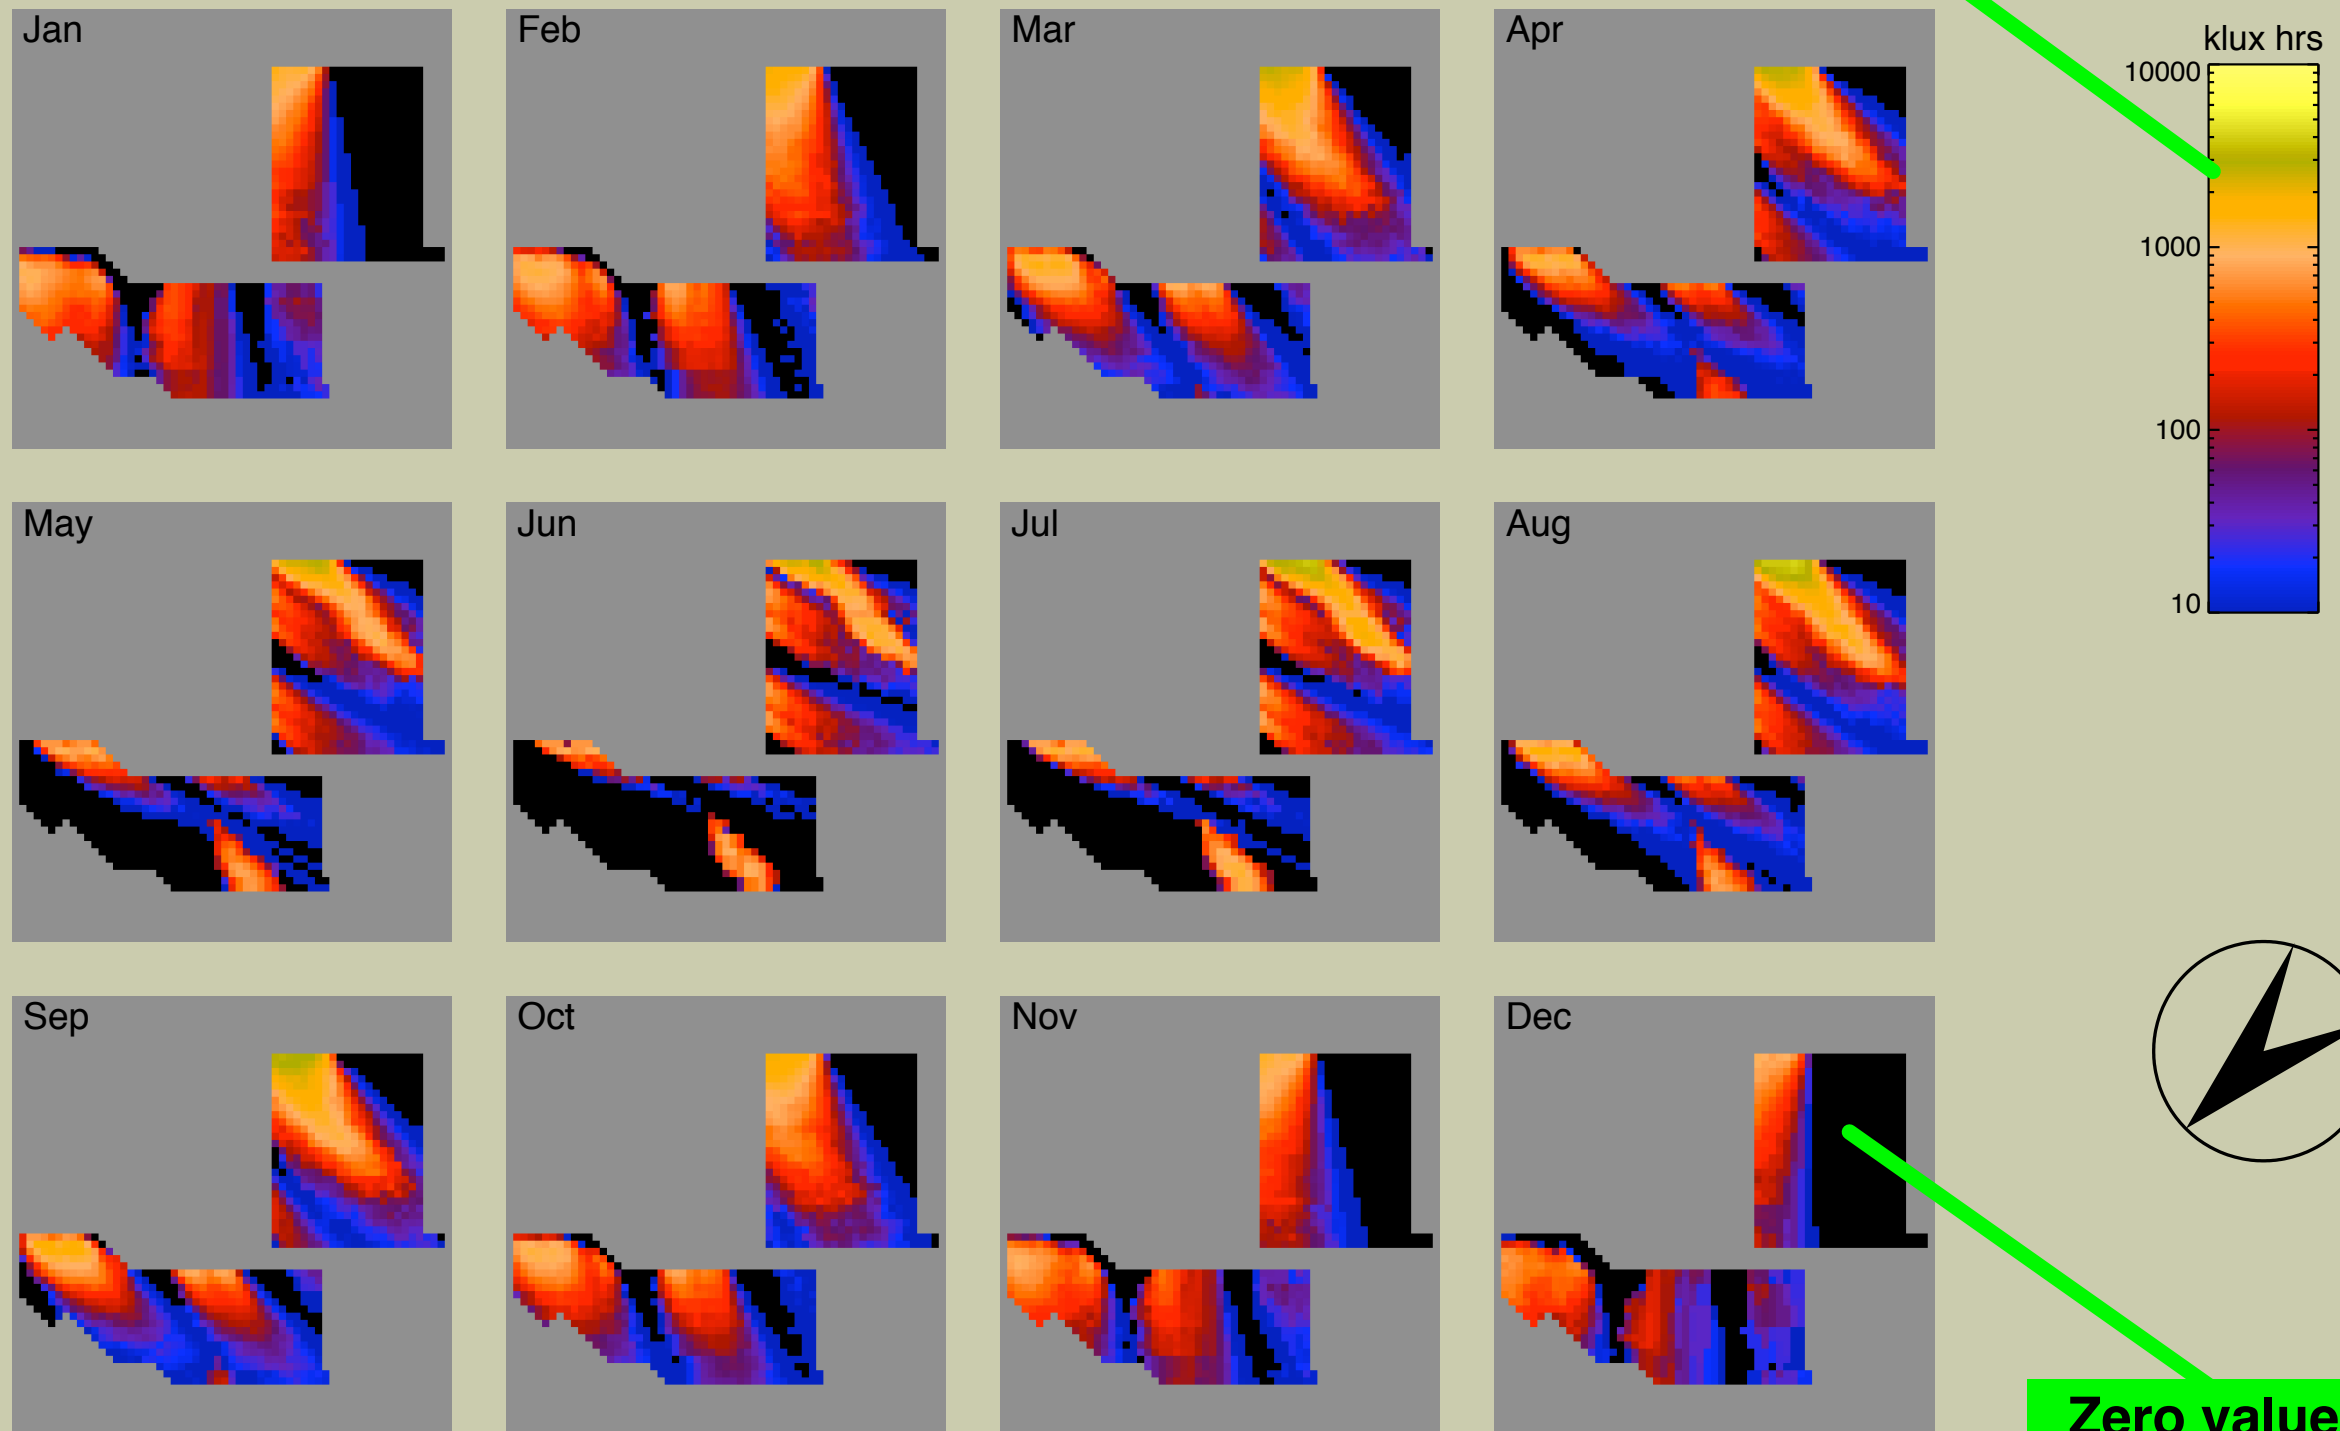 Jan
Feb
Mar
Apr
klux hrs
10000
1000
100
10
May
Jun
Jul
Aug
Sep
Oct
Nov
Dec
Zero value